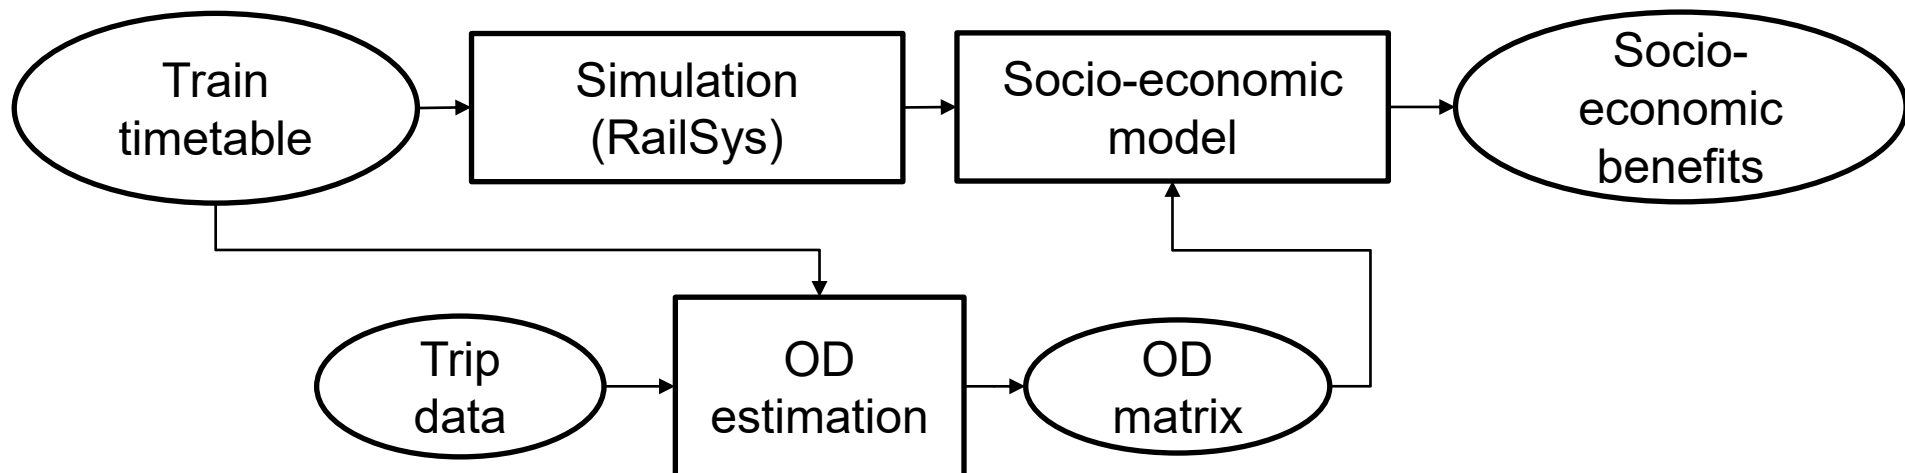 Train
timetable
Simulation
(RailSys)
Socio-economic
model
Socio-
economic
benefits
Trip
data
OD
estimation
OD
matrix